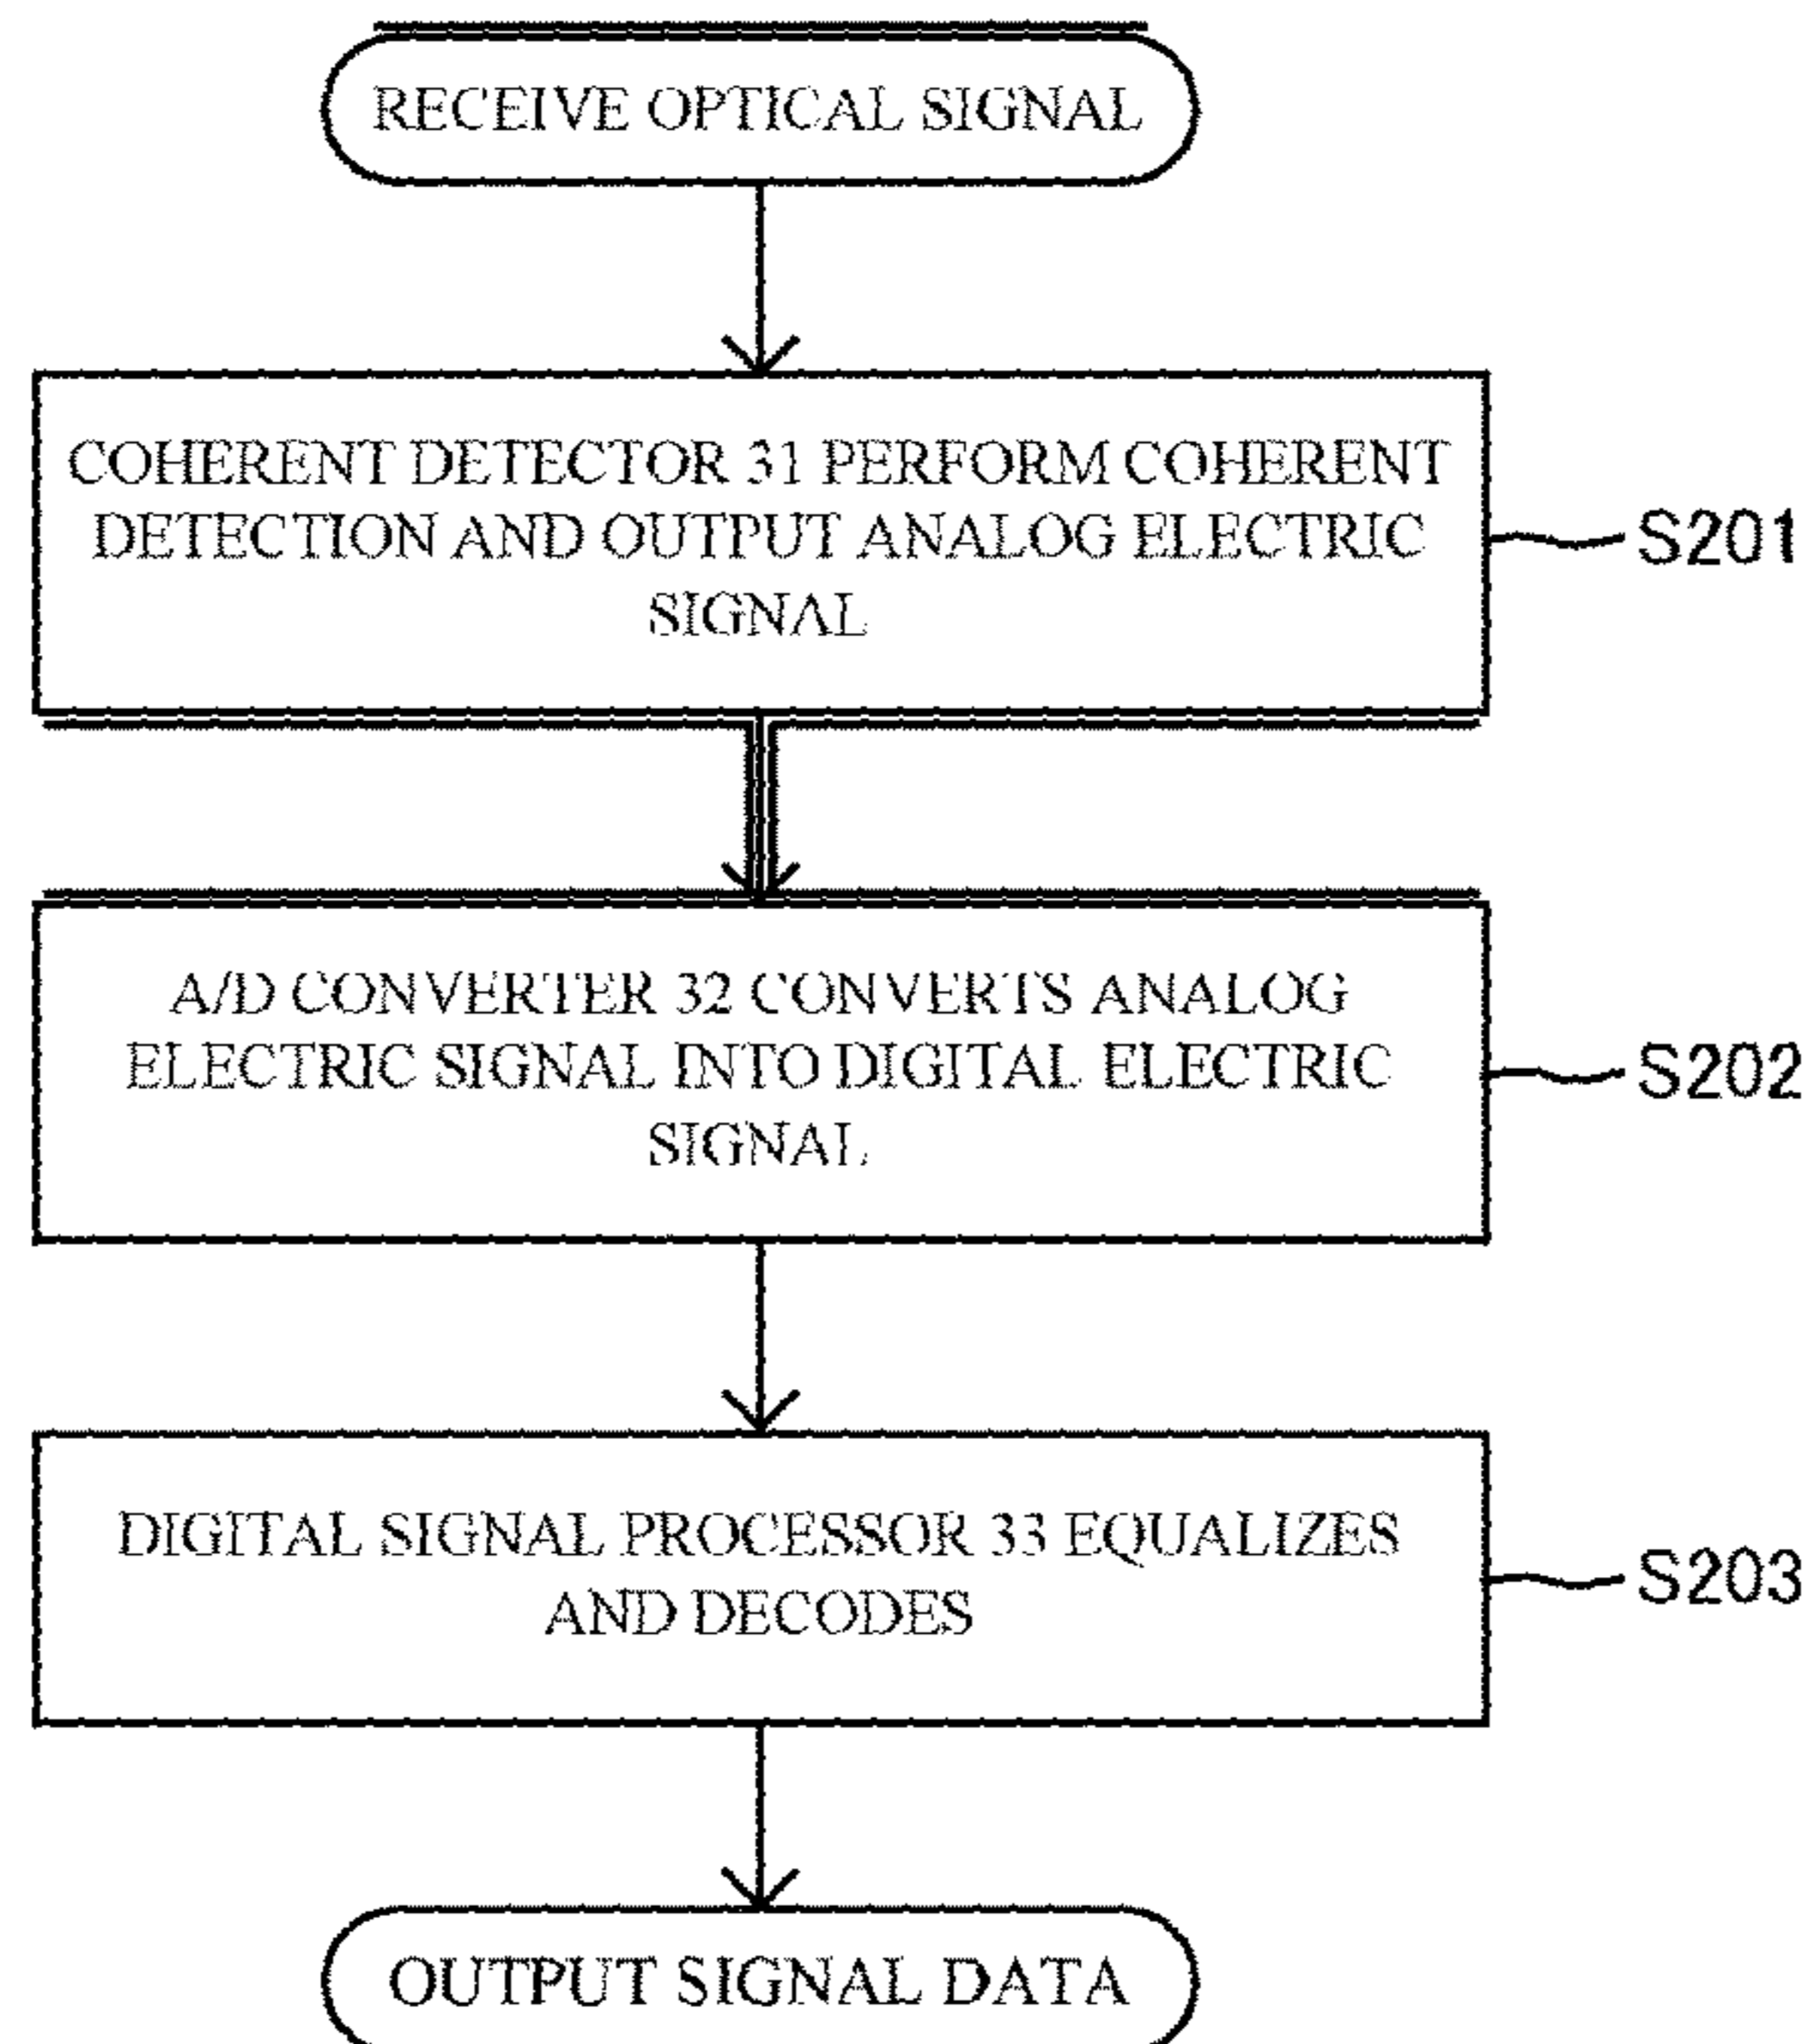 RECEIVE OPTICAL SIGNAL
COHERENT DETECTOR 31 PERFORM COHERENT
DETECTION AND OUTPUT ANALOG ELECTRIC
SIGNAL
S201
A/D CONVERTER 32 CONVERTS ANALOG
ELECTRIC SIGNAL INTO DIGITAL ELECTRIC
SIGNAL
S202
DIGITAL SIGNAL PROCESSOR 33 EQUALIZES
AND DECODES
S203
OUTPUT SIGNAL DATA